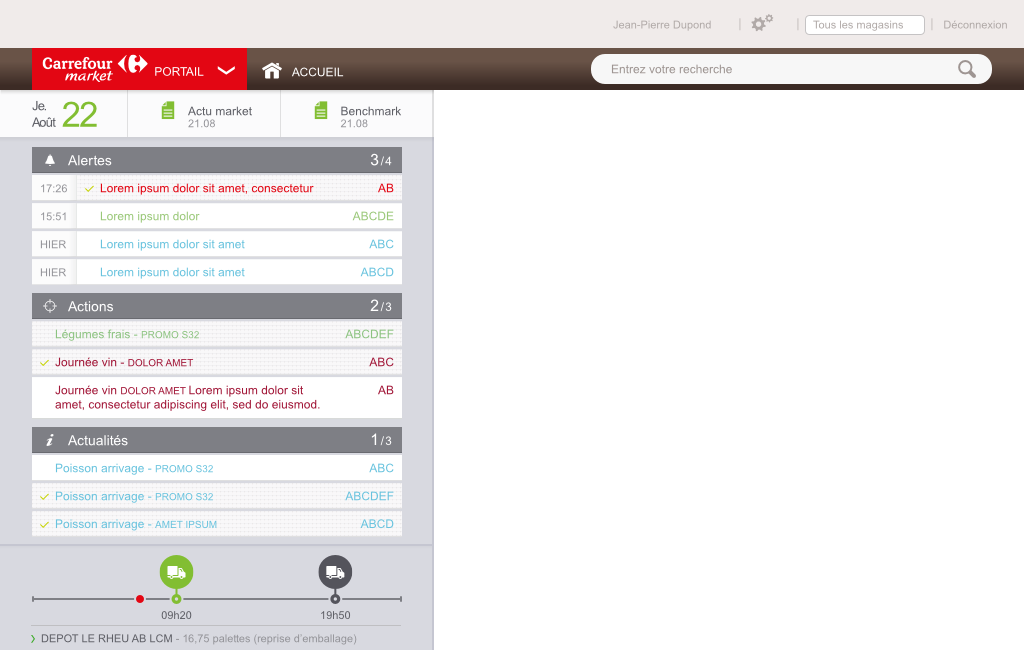 Jean-Pierre Dupond | | Tous les magasins | Déconnexion
Carrefour market PORTAIL ACCUEIL Entrez votre recherche
Je. Août 22
Actu market
21.08
Benchmark
21.08
Alertes 3/4
17:26 Lorem ipsum dolor sit amet, consectetur AB
15:51 Lorem ipsum dolor ABCDE
HIER Lorem ipsum dolor sit amet ABC
HIER Lorem ipsum dolor sit amet ABCD
Actions 2/3
Légumes frais - PROMO S32 ABCDEF
Journée vin - DOLOR AMET ABC
Journée vin DOLOR AMET Lorem ipsum dolor sit AB
amet, consectetur adipiscing elit, sed do eiusmod.
Actualités 1/3
Poisson arrivage - PROMO S32 ABC
Poisson arrivage - PROMO S32 ABCDEF
Poisson arrivage - AMET IPSUM ABCD
09h20 19h50
DEPOT LE RHEU AB LCM - 16,75 palettes (reprise d'emballage)